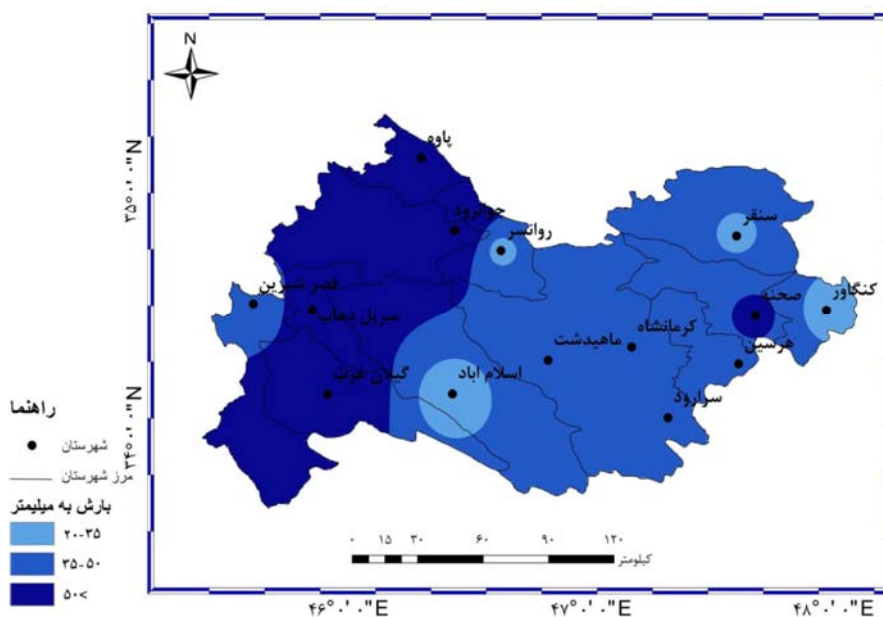 N
پاوه
جوانرود
روانسر
سنقر
قصر شیرین
سرپل ذهاب
صحنه
کنگاور
کرمانشاه
ماهیدشت
هرسین
گیلان غرب
اسلام اباد
سرارود
۳۵°۰'۰"N
۳۴°۰'۰"N
راهنما
شهرستان
مرز شهرستان
بارش به میلیمتر
۲۰-۳۵
۳۵-۵۰
۵۰>
۰ ۱۵ ۳۰ ۶۰ ۹۰ ۱۲۰
کیلومتر
۴۶°۰'۰"E
۴۷°۰'۰"E
۴۸°۰'۰"E